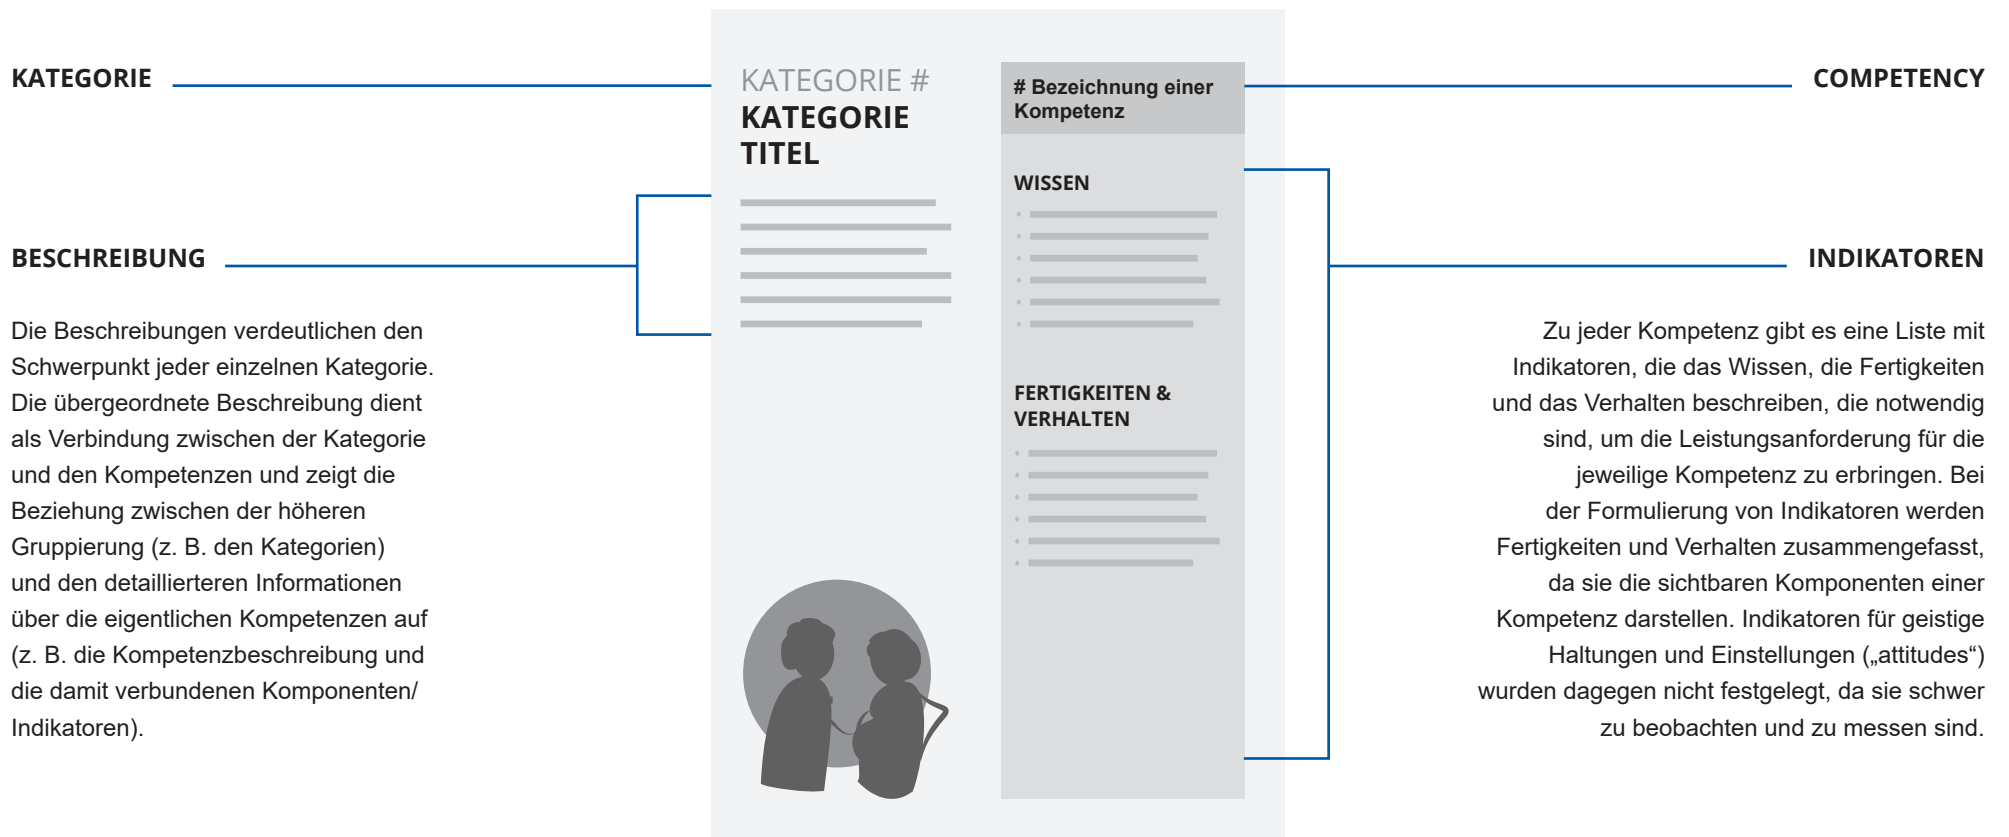 KATEGORIE
BESCHREIBUNG
Die Beschreibungen verdeutlichen den
Schwerpunkt jeder einzelnen Kategorie.
Die übergeordnete Beschreibung dient
als Verbindung zwischen der Kategorie
und den Kompetenzen und zeigt die
Beziehung zwischen der höheren
Gruppierung (z. B. den Kategorien)
und den detaillierteren Informationen
über die eigentlichen Kompetenzen auf
(z. B. die Kompetenzbeschreibung und
die damit verbundenen Komponenten/
Indikatoren).
KATEGORIE #
KATEGORIE
TITEL
# Bezeichnung einer
Kompetenz
WISSEN
FERTIGKEITEN &
VERHALTEN
COMPETENCY
INDIKATOREN
Zu jeder Kompetenz gibt es eine Liste mit
Indikatoren, die das Wissen, die Fertigkeiten
und das Verhalten beschreiben, die notwendig
sind, um die Leistungsanforderung für die
jeweilige Kompetenz zu erbringen. Bei
der Formulierung von Indikatoren werden
Fertigkeiten und Verhalten zusammengefasst,
da sie die sichtbaren Komponenten einer
Kompetenz darstellen. Indikatoren für geistige
Haltungen und Einstellungen („attitudes“)
wurden dagegen nicht festgelegt, da sie schwer
zu beobachten und zu messen sind.